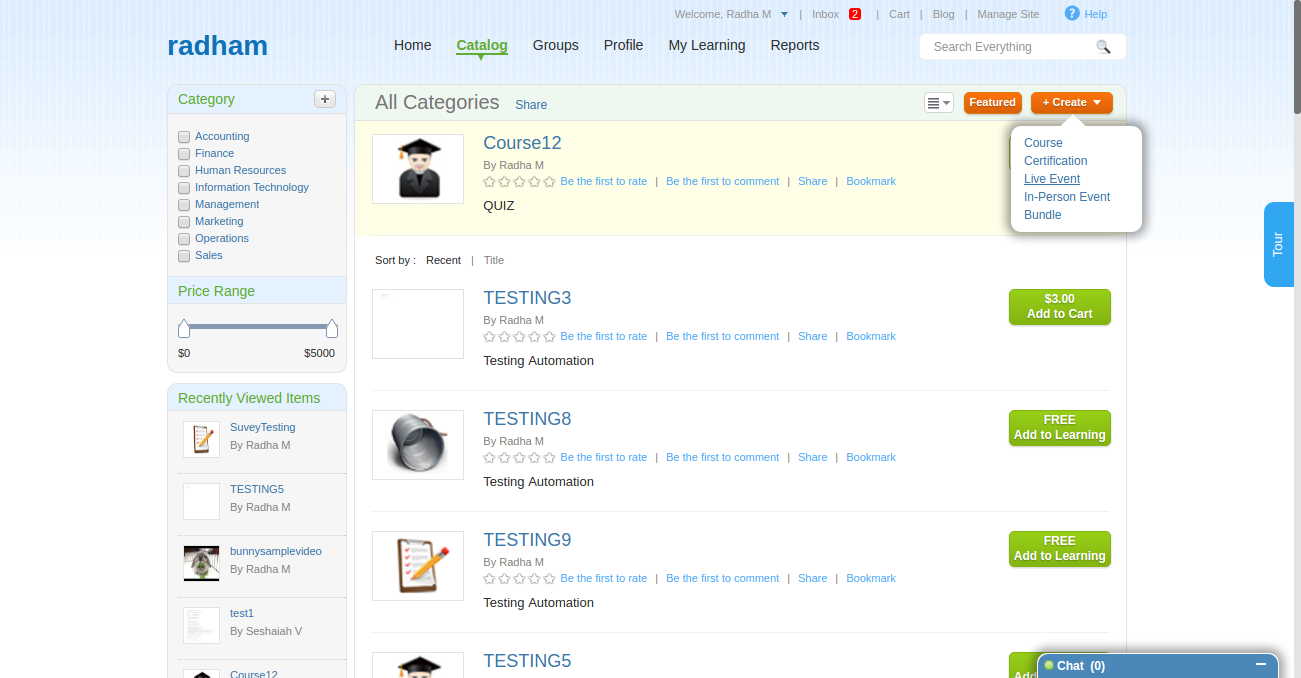 Welcome, Radha M | Inbox 2 | Cart | Blog | Manage Site ? Help
radham
Home Catalog Groups Profile My Learning Reports
Search Everything
Category +
Accounting
Finance
Human Resources
Information Technology
Management
Marketing
Operations
Sales
Price Range
$0 $5000
Recently Viewed Items
SuveyTesting
By Radha M
TESTING5
By Radha M
bunnysamplevideo
By Radha M
test1
By Seshaiah V
Course12
All Categories Share
Featured + Create
Course
Certification
Live Event
In-Person Event
Bundle
Course12
By Radha M
Be the first to rate | Be the first to comment | Share | Bookmark
QUIZ
Sort by : Recent | Title
TESTING3
By Radha M
Be the first to rate | Be the first to comment | Share | Bookmark
Testing Automation
$3.00
Add to Cart
TESTING8
By Radha M
Be the first to rate | Be the first to comment | Share | Bookmark
Testing Automation
FREE
Add to Learning
TESTING9
By Radha M
Be the first to rate | Be the first to comment | Share | Bookmark
Testing Automation
FREE
Add to Learning
TESTING5
Tour
Chat (0)